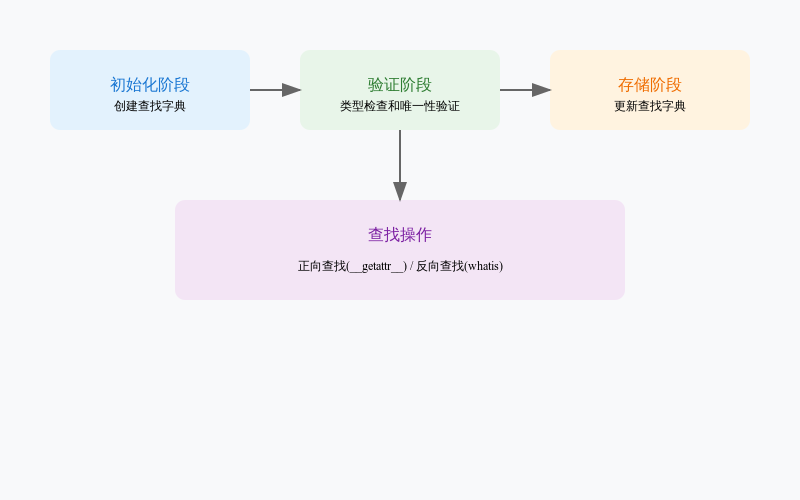 初始化阶段
创建查找字典
验证阶段
类型检查和唯一性验证
存储阶段
更新查找字典
查找操作
正向查找(__getattr__) / 反向查找(whatis)